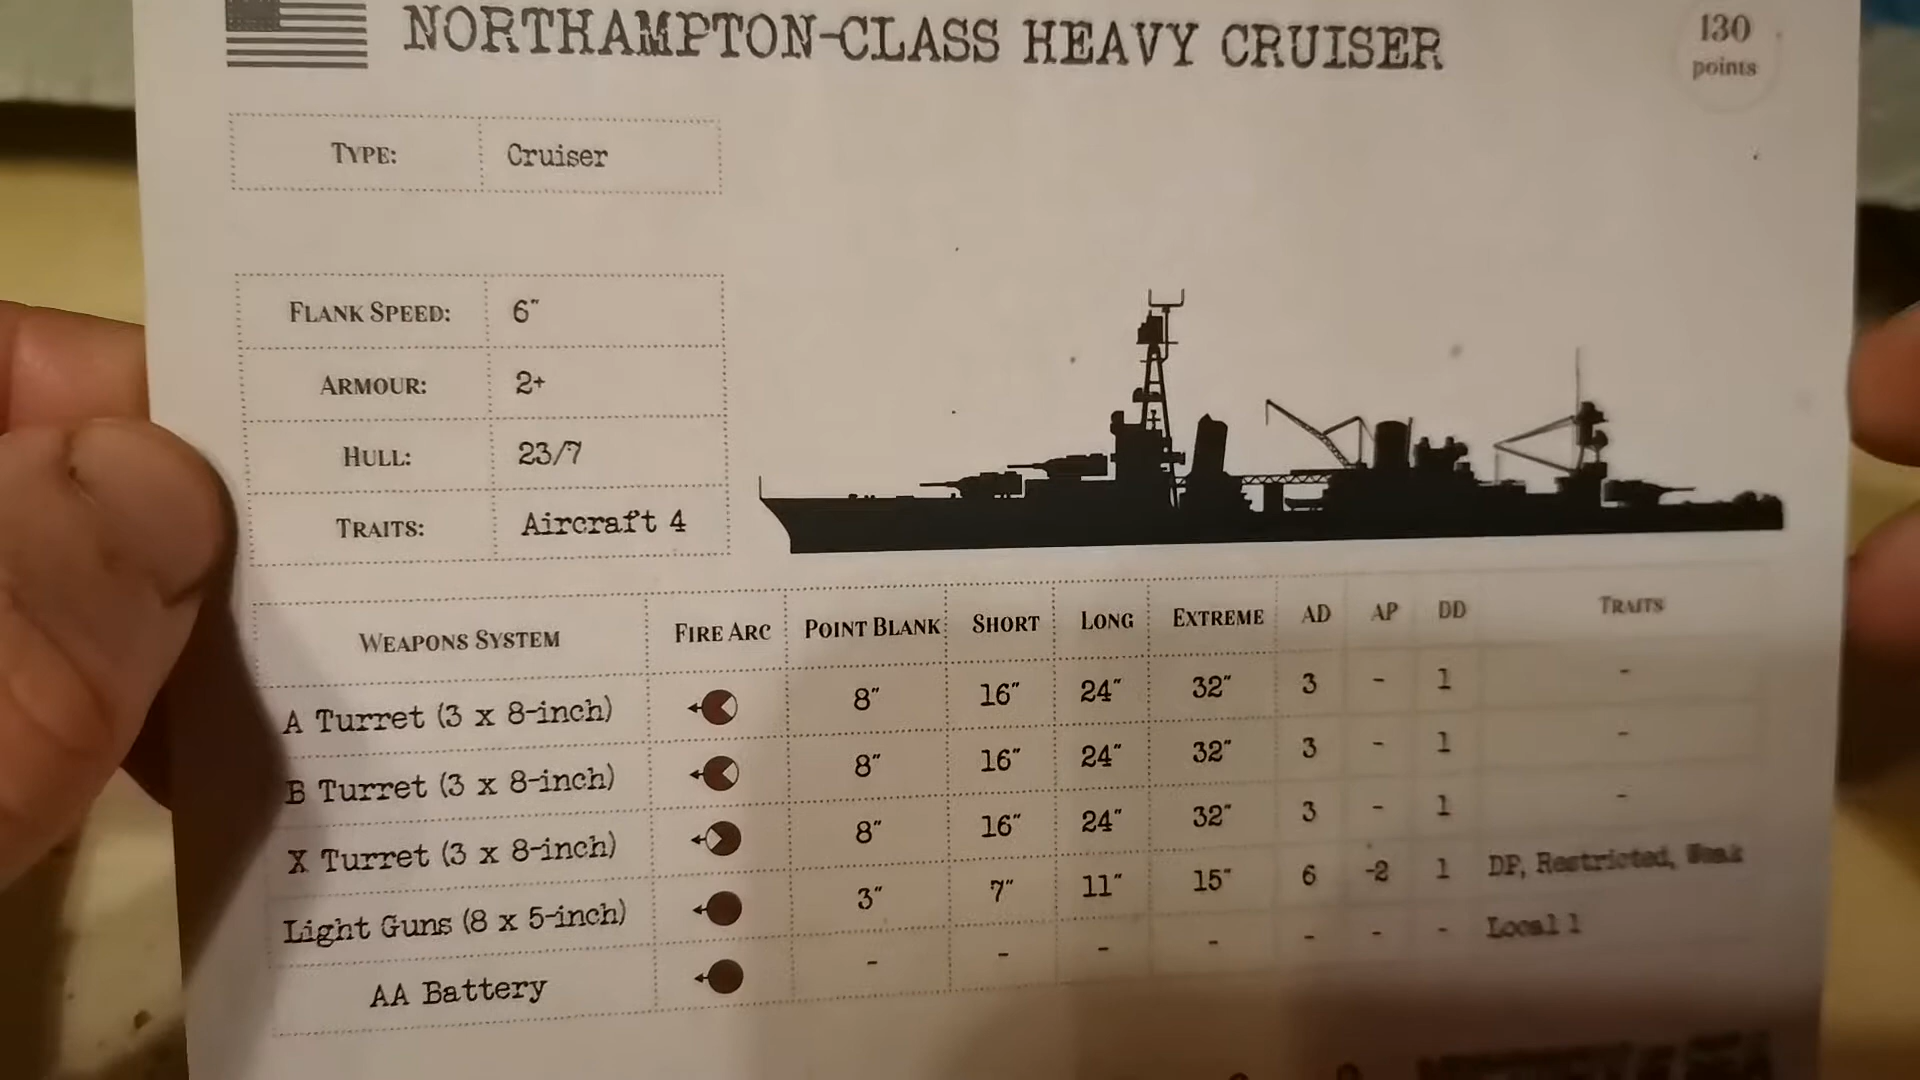 NORTHAMPTON-CLASS HEAVY CRUISER
130
points
TYPE: Cruiser
FLANK SPEED: 6"
ARMOUR: 2+
HULL: 23/7
TRAITS: Aircraft 4
WEAPONS SYSTEM FIRE ARC POINT BLANK SHORT LONG EXTREME AD AP DD TRAITS
A Turret (3 x 8-inch) 8" 16" 24" 32" 3 - 1 -
B Turret (3 x 8-inch) 8" 16" 24" 32" 3 - 1 -
X Turret (3 x 8-inch) 8" 16" 24" 32" 3 - 1 -
Light Guns (8 x 5-inch) 3" 7" 11" 15" 6 -2 1 DP, Restricted, Weak
AA Battery - - - - - - - Local 1